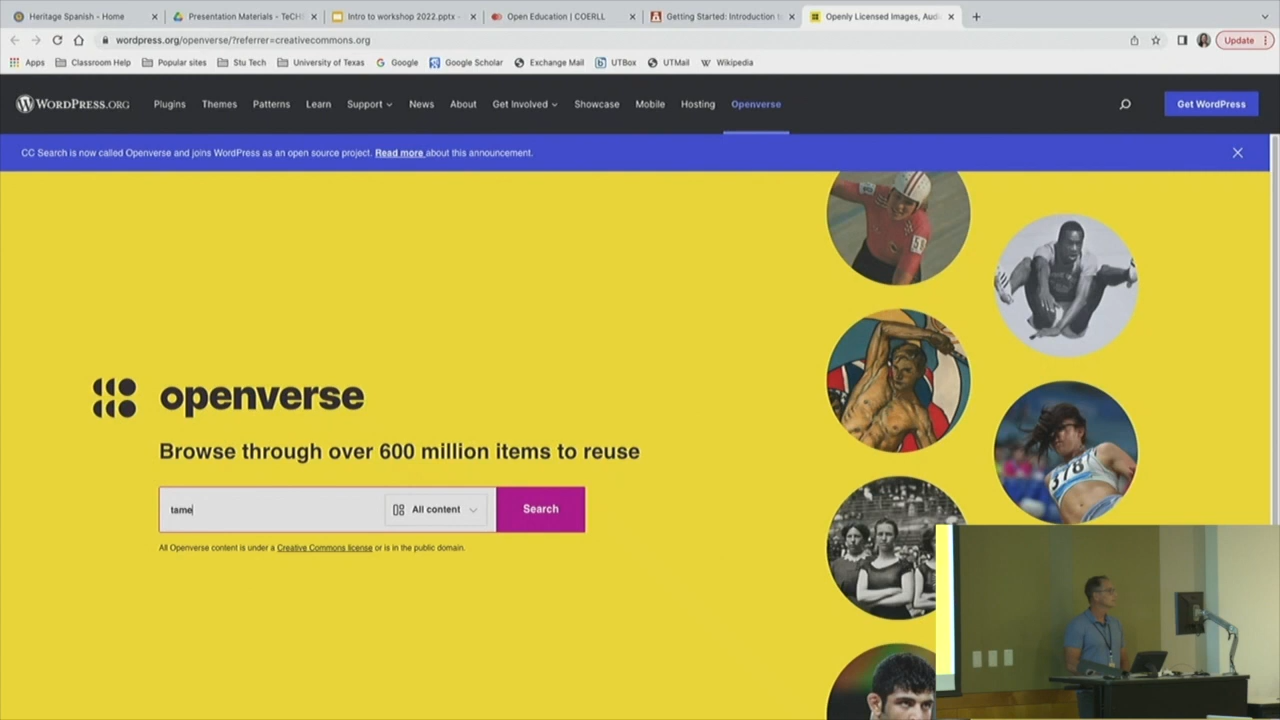 Heritage Spanish - Home
Presentation Materials - TeCH
Intro to workshop 2022.pptx -
Open Education | COERLL
Getting Started: Introduction t
Openly Licensed Images, Aud
wordpress.org/openverse/?referrer=creativecommons.org
Update
Apps
Classroom Help
Popular sites
Stu Tech
University of Texas
Google
Google Scholar
Exchange Mail
UTBox
UTMail
Wikipedia
WORDPRESS.ORG
Plugins
Themes
Patterns
Learn
Support
News
About
Get Involved
Showcase
Mobile
Hosting
Openverse
Get WordPress
CC Search is now called Openverse and joins WordPress as an open source project. Read more about this announcement.
openverse
Browse through over 600 million items to reuse
tame
All content
Search
All Openverse content is under a Creative Commons license or is in the public domain.
378